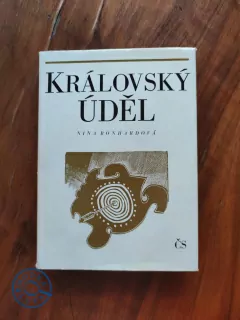 KRÁLOVSKÝ
ÚDĚL
NINA BONHARDOVÁ
ČS